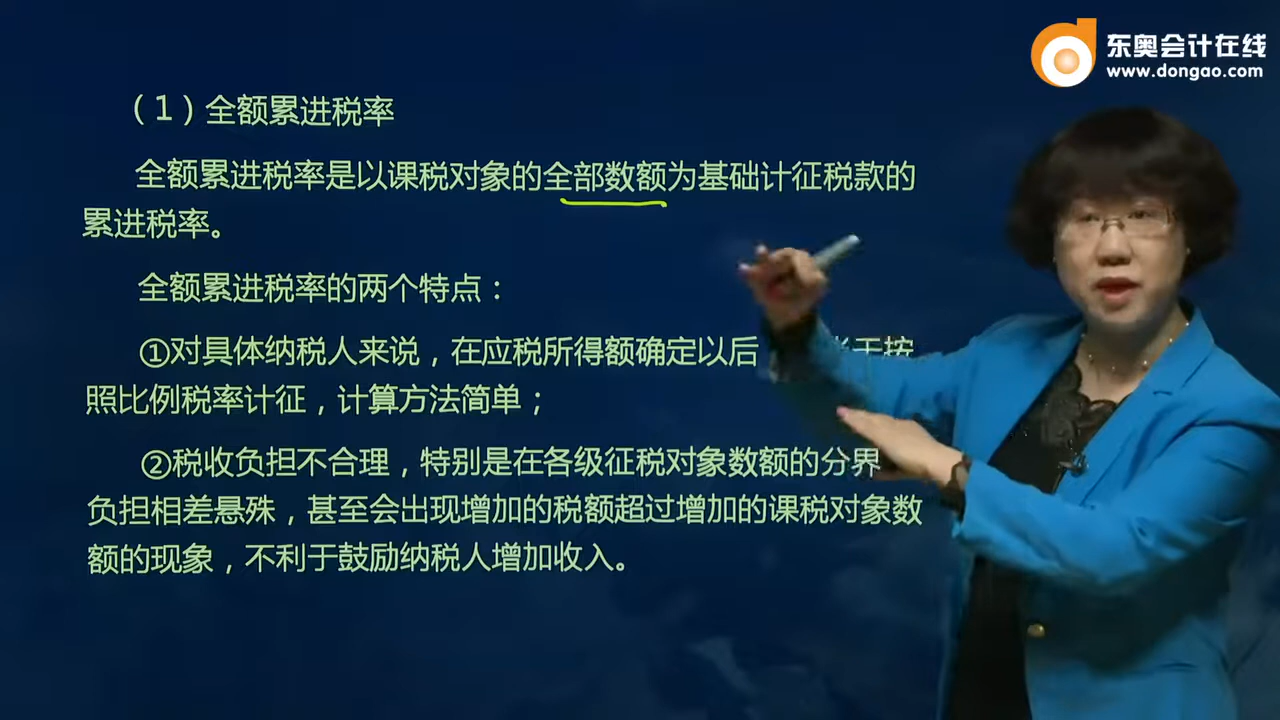 东奥会计在线
www.dongao.com
（1）全额累进税率
全额累进税率是以课税对象的全部数额为基础计征税款的
累进税率。
全额累进税率的两个特点：
①对具体纳税人来说，在应税所得额确定以后
照比例税率计征，计算方法简单；
②税收负担不合理，特别是在各级征税对象数额的分界
负担相差悬殊，甚至会出现增加的税额超过增加的课税对象数
额的现象，不利于鼓励纳税人增加收入。